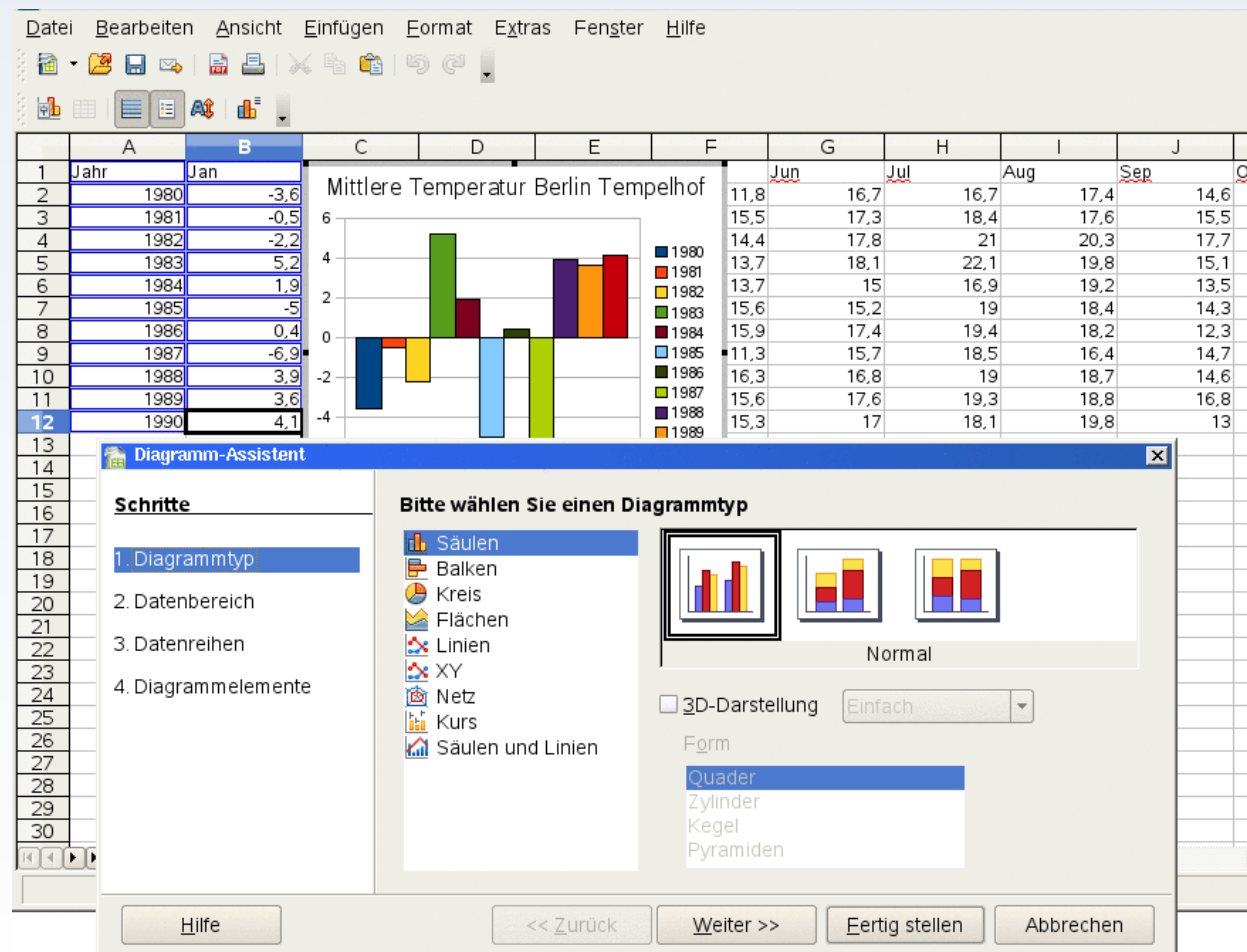 Datei Bearbeiten Ansicht Einfügen Format Extras Fenster Hilfe
A B C D E F G H I J
1 Jahr Jan Jun Jul Aug Sep
2 1980 -3,6 11,8 16,7 16,7 17,4 14,6
3 1981 -0,5 15,5 17,3 18,4 17,6 15,5
4 1982 -2,2 14,4 17,8 21 20,3 17,7
5 1983 5,2 13,7 18,1 22,1 19,8 15,1
6 1984 1,9 13,7 15 16,9 19,2 13,5
7 1985 -5 15,6 15,2 19 18,4 14,3
8 1986 0,4 15,9 17,4 19,4 18,2 12,3
9 1987 -6,9 11,3 15,7 18,5 16,4 14,7
10 1988 3,9 16,3 16,8 19 18,7 14,6
11 1989 3,6 15,6 17,6 19,3 18,8 16,8
12 1990 4,1 15,3 17 18,1 19,8 13
13
14
15
16
17
18
19
20
21
22
23
24
25
26
27
28
29
30
Mittlere Temperatur Berlin Tempelhof
6
4
2
0
-2
-4
1980
1981
1982
1983
1984
1985
1986
1987
1988
1989
Diagramm-Assistent
Schritte
1. Diagrammtyp
2. Datenbereich
3. Datenreihen
4. Diagrammelemente
Bitte wählen Sie einen Diagrammtyp
Säulen
Balken
Kreis
Flächen
Linien
XY
Netz
Kurs
Säulen und Linien
Normal
3D-Darstellung Einfach
Form
Quader
Zylinder
Kegel
Pyramiden
Hilfe << Zurück Weiter >> Fertig stellen Abbrechen